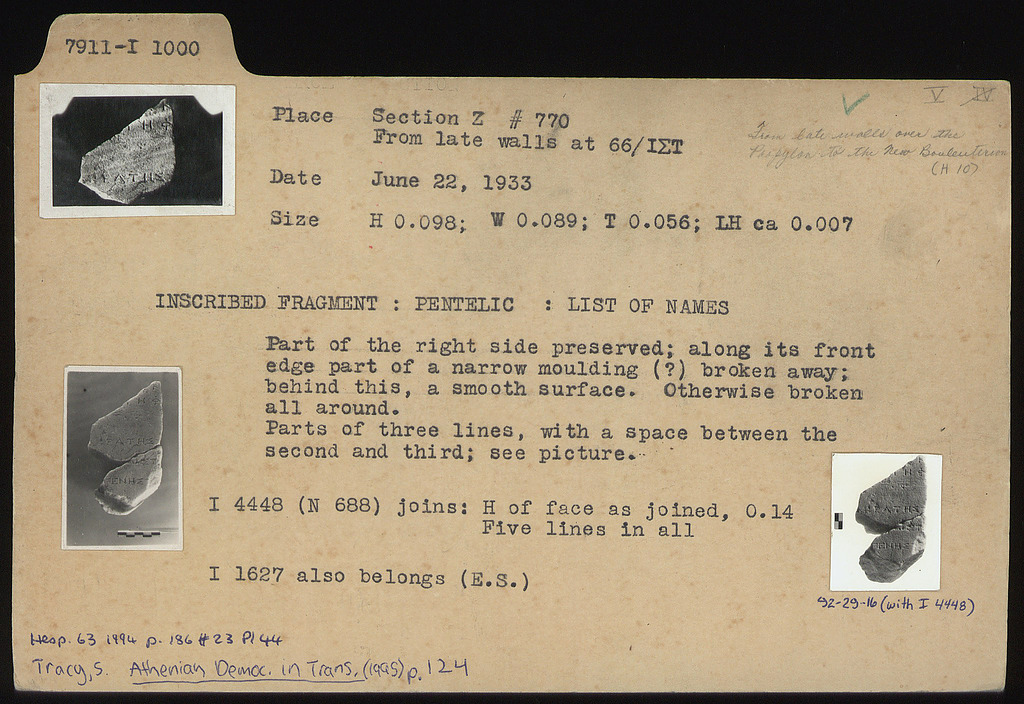 7911-I 1000
V IV
Place Section Z # 770
From late walls at 66/ΙΣΤ
From late walls over the
Propylon to the New Bouleuterion
(H 10)
Date June 22, 1933
Size H 0.098; W 0.089; T 0.056; LH ca 0.007
INSCRIBED FRAGMENT : PENTELIC : LIST OF NAMES
Part of the right side preserved; along its front
edge part of a narrow moulding (?) broken away;
behind this, a smooth surface. Otherwise broken
all around.
Parts of three lines, with a space between the
second and third; see picture.
I 4448 (N 688) joins: H of face as joined, 0.14
Five lines in all
I 1627 also belongs (E.S.)
92-29-16 (with I 4448)
Hesp. 63 1994 p. 186 #23 Pl 44
Tracy, S. Athenian Democ. in Trans. (1995) p. 124
ΡΑΤΗΣ
ΕΝΗΣ